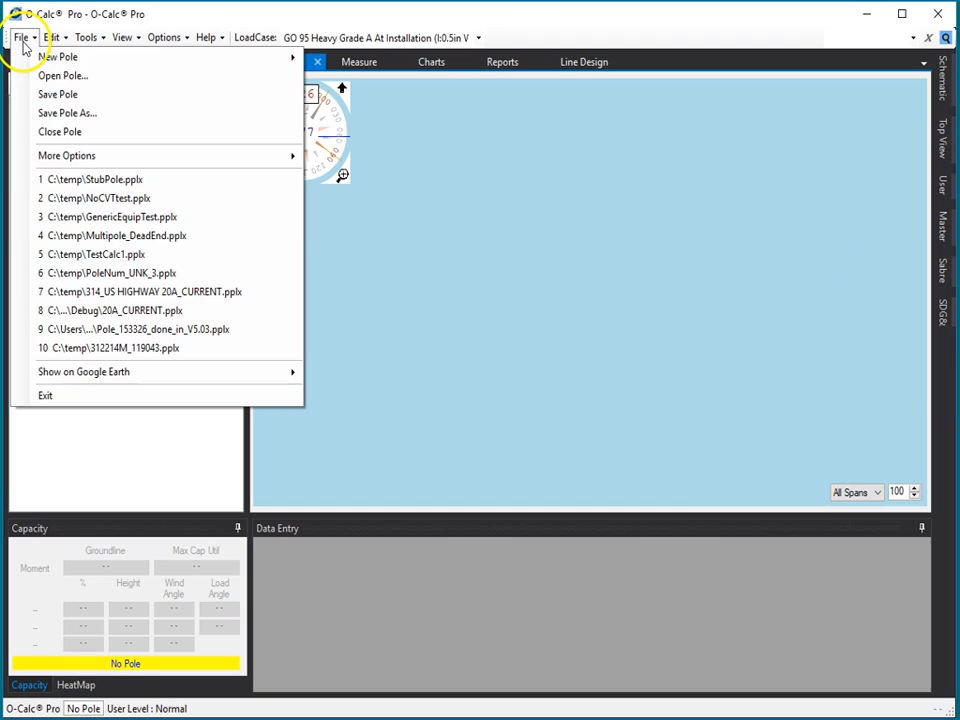 O-Calc® Pro - O-Calc® Pro
File Edit Tools View Options Help LoadCase: GO 95 Heavy Grade A At Installation (I:0.5in V
Measure Charts Reports Line Design
New Pole
Open Pole...
Save Pole
Save Pole As...
Close Pole
More Options
1 C:\temp\StubPole.pplx
2 C:\temp\NoCVTtest.pplx
3 C:\temp\GenericEquipTest.pplx
4 C:\temp\Multipole_DeadEnd.pplx
5 C:\temp\TestCalc1.pplx
6 C:\temp\PoleNum_UNK_3.pplx
7 C:\temp\314_US HIGHWAY 20A_CURRENT.pplx
8 C:\...\Debug\20A_CURRENT.pplx
9 C:\Users\...\Pole_153326_done_in_V5.03.pplx
10 C:\temp\312214M_119043.pplx
Show on Google Earth
Exit
Schematic
Top View
User
Master
Sabre
SDG&
All Spans 100
Capacity
Groundline Max Cap Util
Moment -- --
% Height Wind Angle Load Angle
-- -- -- -- --
-- -- -- -- --
-- -- -- --
No Pole
Capacity HeatMap
Data Entry
O-Calc® Pro No Pole User Level : Normal --